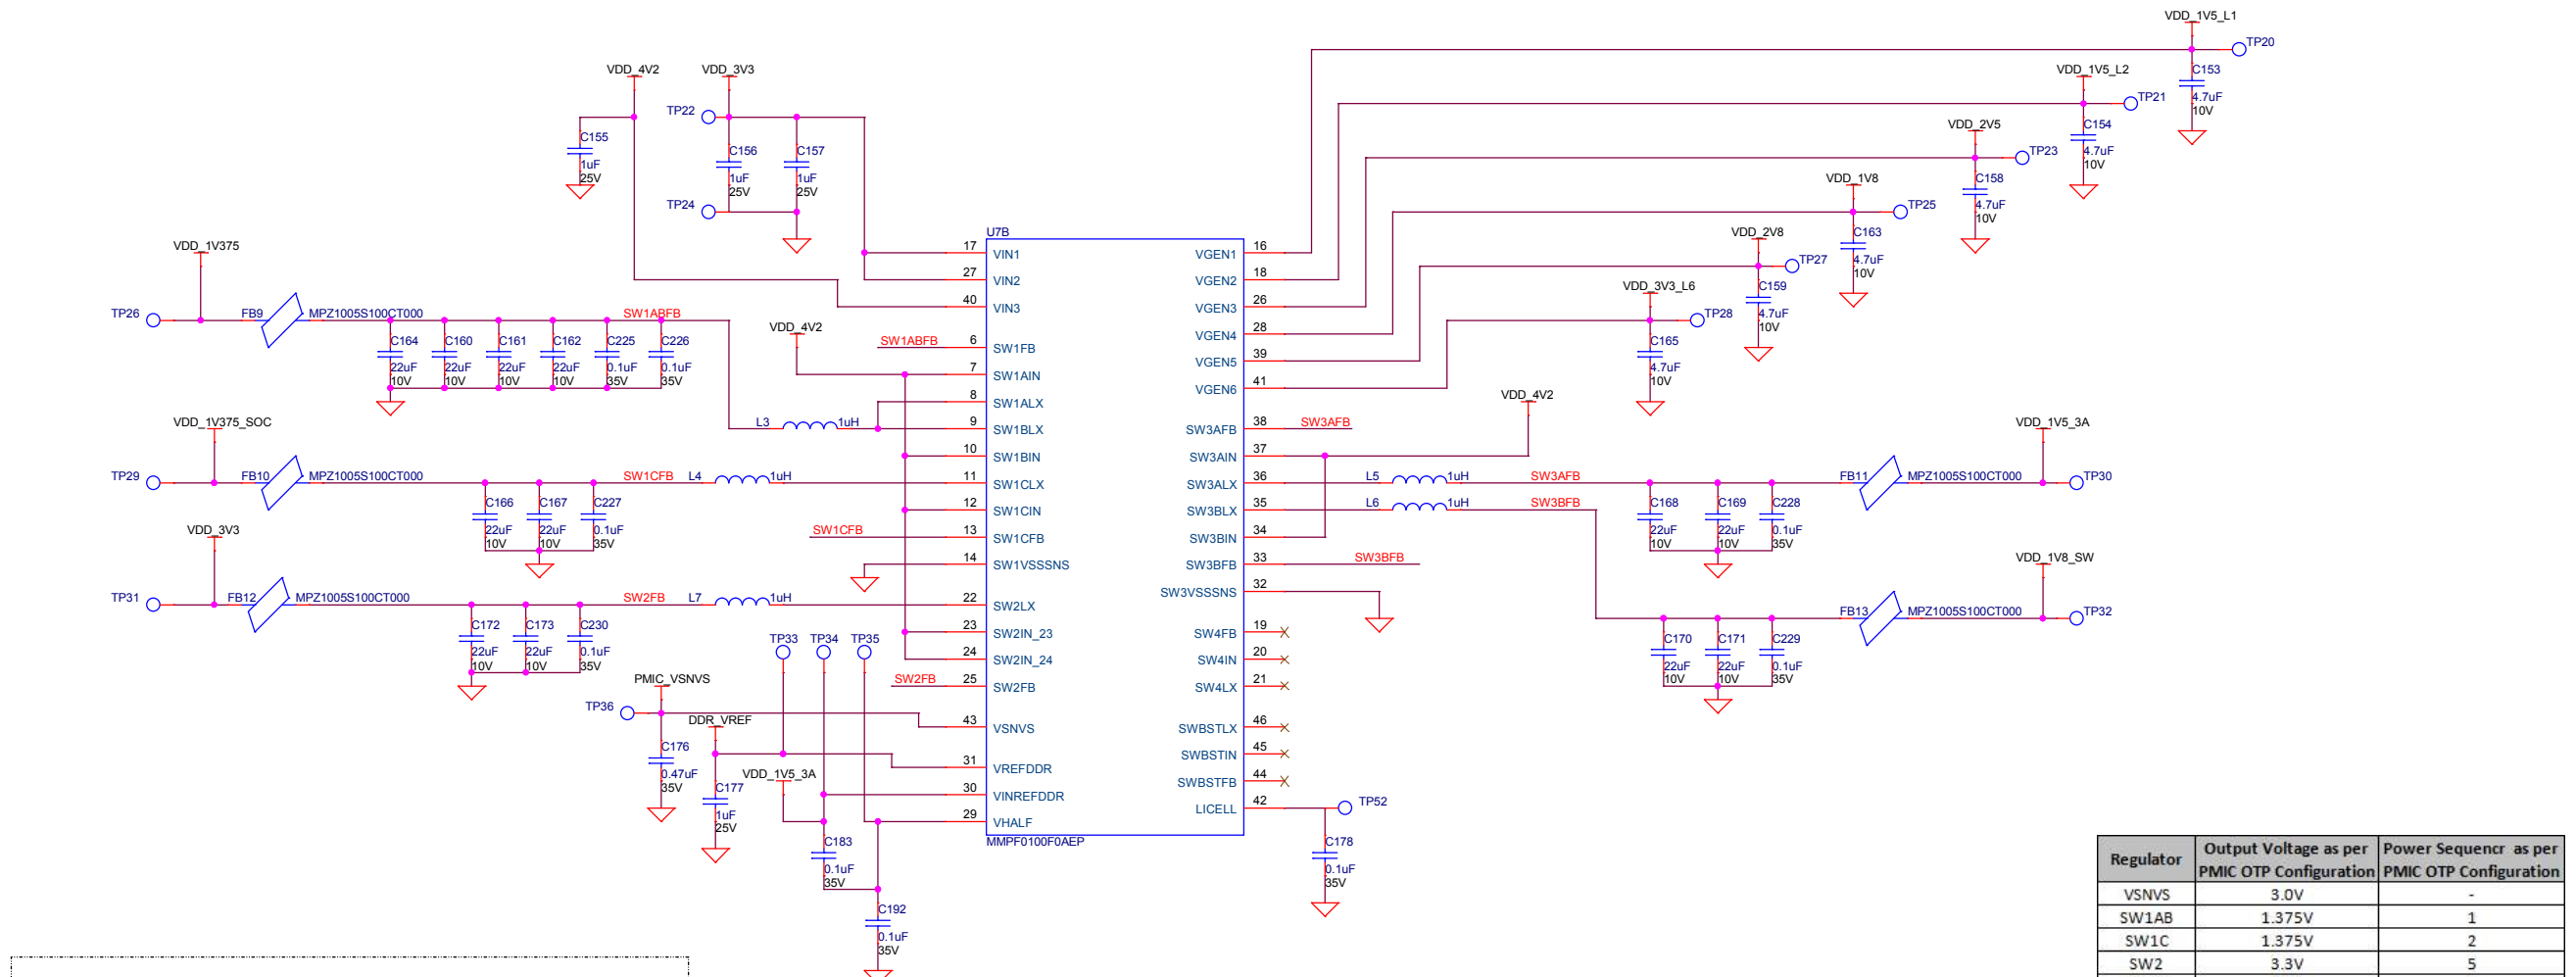 VDD_1V5_L1
TP20
C153
4.7uF
10V
VDD_1V5_L2
TP21
C154
4.7uF
10V
VDD_2V5
TP23
C158
4.7uF
10V
VDD_1V8
TP25
C163
4.7uF
10V
VDD_2V8
TP27
C159
4.7uF
10V
VDD_3V3_L6
TP28
C165
4.7uF
10V
VDD_4V2
C155
1uF
25V
VDD_3V3
TP22
C156
1uF
25V
C157
1uF
25V
TP24
VDD_1V375
TP26
FB9
MPZ1005S100CT000
SW1ABFB
C164
22uF
10V
C160
22uF
10V
C161
22uF
10V
C162
22uF
10V
C225
0.1uF
35V
C226
0.1uF
35V
VDD_4V2
SW1ABFB
L3
1uH
VDD_1V375_SOC
TP29
FB10
MPZ1005S100CT000
SW1CFB
L4
1uH
C166
22uF
10V
C167
22uF
10V
C227
0.1uF
35V
SW1CFB
VDD_3V3
TP31
FB12
MPZ1005S100CT000
SW2FB
L7
1uH
C172
22uF
10V
C173
22uF
10V
C230
0.1uF
35V
TP33
TP34
TP35
SW2FB
PMIC_VSNVS
TP36
C176
0.47uF
35V
DDR_VREF
C177
1uF
25V
VDD_1V5_3A
C183
0.1uF
35V
C192
0.1uF
35V
U7B
17 VIN1
27 VIN2
40 VIN3
6 SW1FB
7 SW1AIN
8 SW1ALX
9 SW1BLX
10 SW1BIN
11 SW1CLX
12 SW1CIN
13 SW1CFB
14 SW1VSSSNS
22 SW2LX
23 SW2IN_23
24 SW2IN_24
25 SW2FB
43 VSNVS
31 VREFDDR
30 VINREFDDR
29 VHALF
VGEN1 16
VGEN2 18
VGEN3 26
VGEN4 28
VGEN5 39
VGEN6 41
SW3AFB 38
SW3AIN 37
SW3ALX 36
SW3BLX 35
SW3BIN 34
SW3BFB 33
SW3VSSSNS 32
SW4FB 19
SW4IN 20
SW4LX 21
SWBSTLX 46
SWBSTIN 45
SWBSTFB 44
LICELL 42
MMPF0100F0AEP
VDD_4V2
SW3AFB
L5
1uH
SW3AFB
L6
1uH
SW3BFB
SW3BFB
C168
22uF
10V
C169
22uF
10V
C228
0.1uF
35V
FB11
MPZ1005S100CT000
VDD_1V5_3A
TP30
C170
22uF
10V
C171
22uF
10V
C229
0.1uF
35V
FB13
MPZ1005S100CT000
VDD_1V8_SW
TP32
TP52
C178
0.1uF
35V
Regulator
Output Voltage as per
PMIC OTP Configuration
Power Sequencr as per
PMIC OTP Configuration
VSNVS 3.0V -
SW1AB 1.375V 1
SW1C 1.375V 2
SW2 3.3V 5